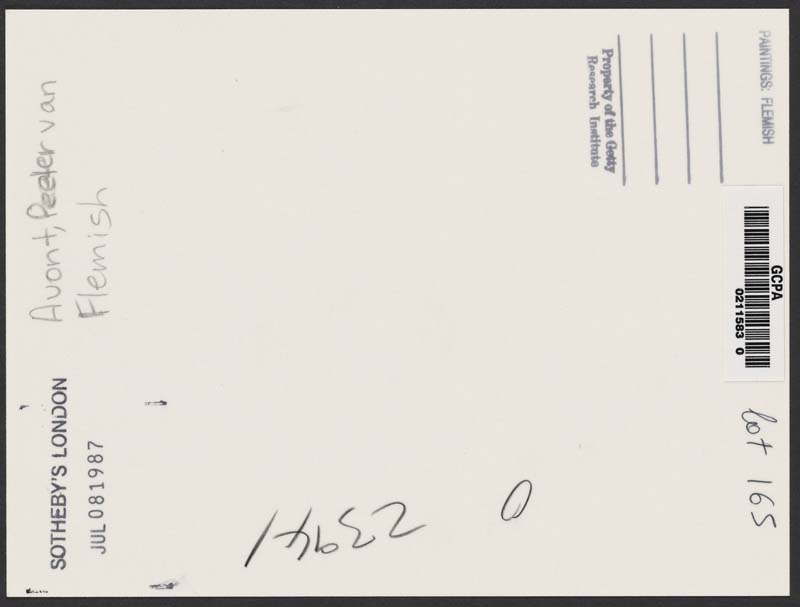 Avont, Peeter van
Flemish
SOTHEBY'S LONDON
JUL 08 1987
PAINTINGS: FLEMISH
Property of the Getty
Research Institute
GCPA
0211583 0
lot 165
0